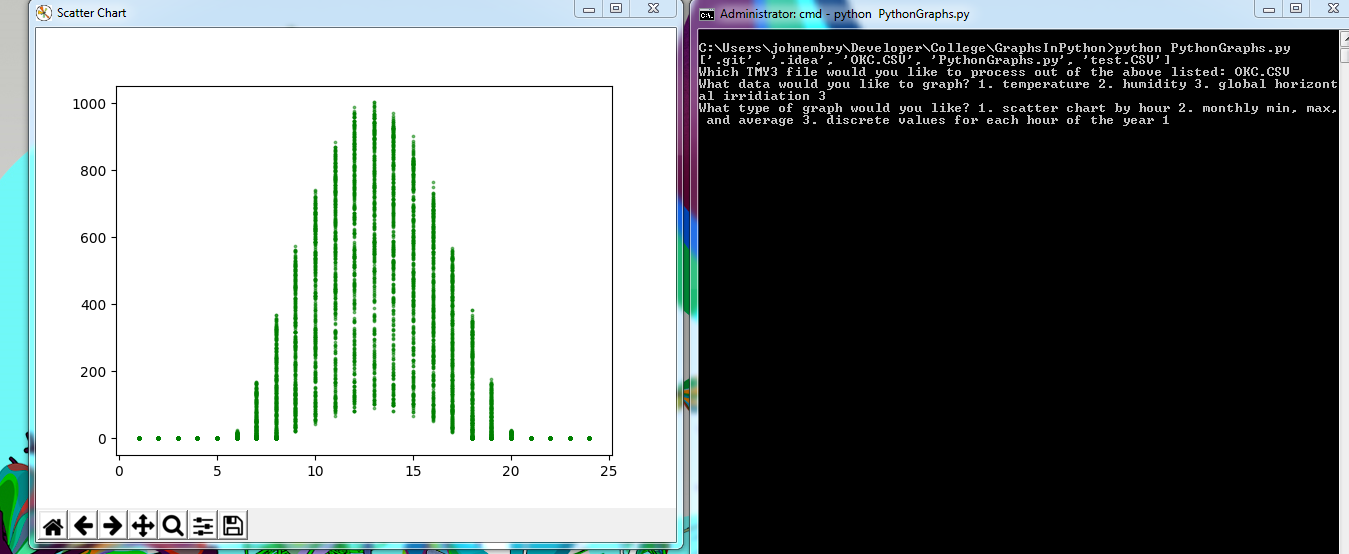 Scatter Chart
1000
800
600
400
200
0
0 5 10 15 20 25
Administrator: cmd - python  PythonGraphs.py
C:\Users\johnembry\Developer\College\GraphsInPython>python PythonGraphs.py
['.git', '.idea', 'OKC.CSV', 'PythonGraphs.py', 'test.CSV']
Which TMY3 file would you like to process out of the above listed: OKC.CSV
What data would you like to graph? 1. temperature 2. humidity 3. global horizont
al irridiation 3
What type of graph would you like? 1. scatter chart by hour 2. monthly min, max,
 and average 3. discrete values for each hour of the year 1